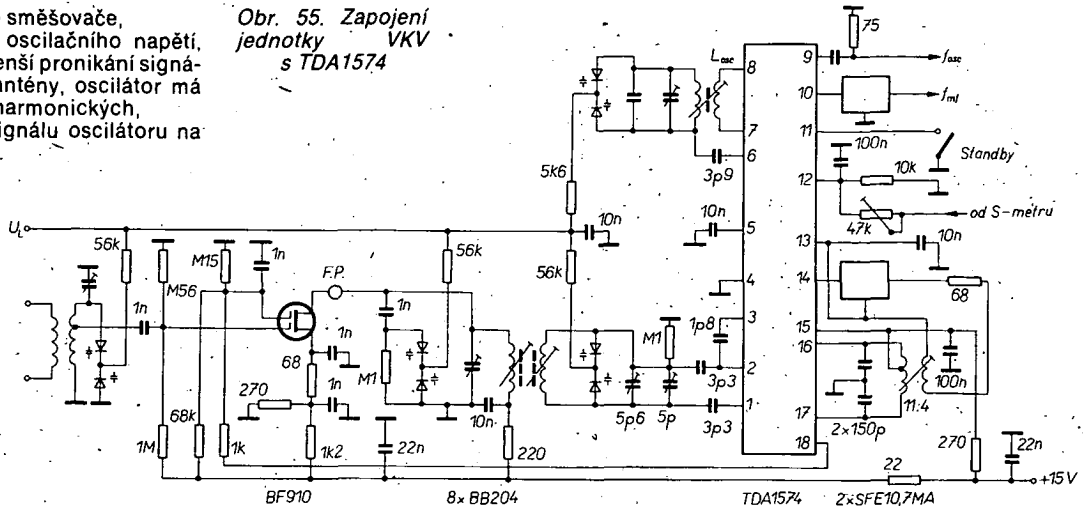 směšovače,
oscilačního napětí,
enší pronikání signá-
antény, oscilátor má
harmonických,
ignálu oscilátoru na
Obr. 55. Zapojení
jednotky VKV
s TDA1574
75
9
fosc
Losc
8
10
fmf
7
11
100n
Standby
6
3p9
12
10k
5k6
47k
od S-metru
10n
10n
5
13
10n
UL
56k
1n
M15
56k
56k
4
14
68
M56
F.P.
1n
1n
1n
3
15
1p8
M1
16
100n
68
2
3p3
270
1n
M1
10n
5p6
5p
1
3p3
17
11:4
2×150p
68k
18
1M
1k
1k2
22n
220
270
22n
22
+15V
BF910
8× BB204
TDA1574
2×SFE10,7MA